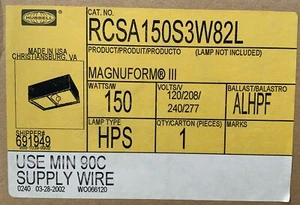 CAT. NO.
RCSA150S3W82L
PRODUCT/PRODUIT/PRODUCTO (LAMP NOT INCLUDED)
MADE IN USA
CHRISTIANSBURG, VA
MAGNUFORM® III
WATTS/W VOLTS/V BALLAST/BALASTRO
150 120/208/ ALHPF
240/277
LAMP TYPE QTY/CARTON (PIECES) MARKS
HPS 1
SHIPPER#
691949
USE MIN 90C
SUPPLY WIRE
0240 03-28-2002 WO066120